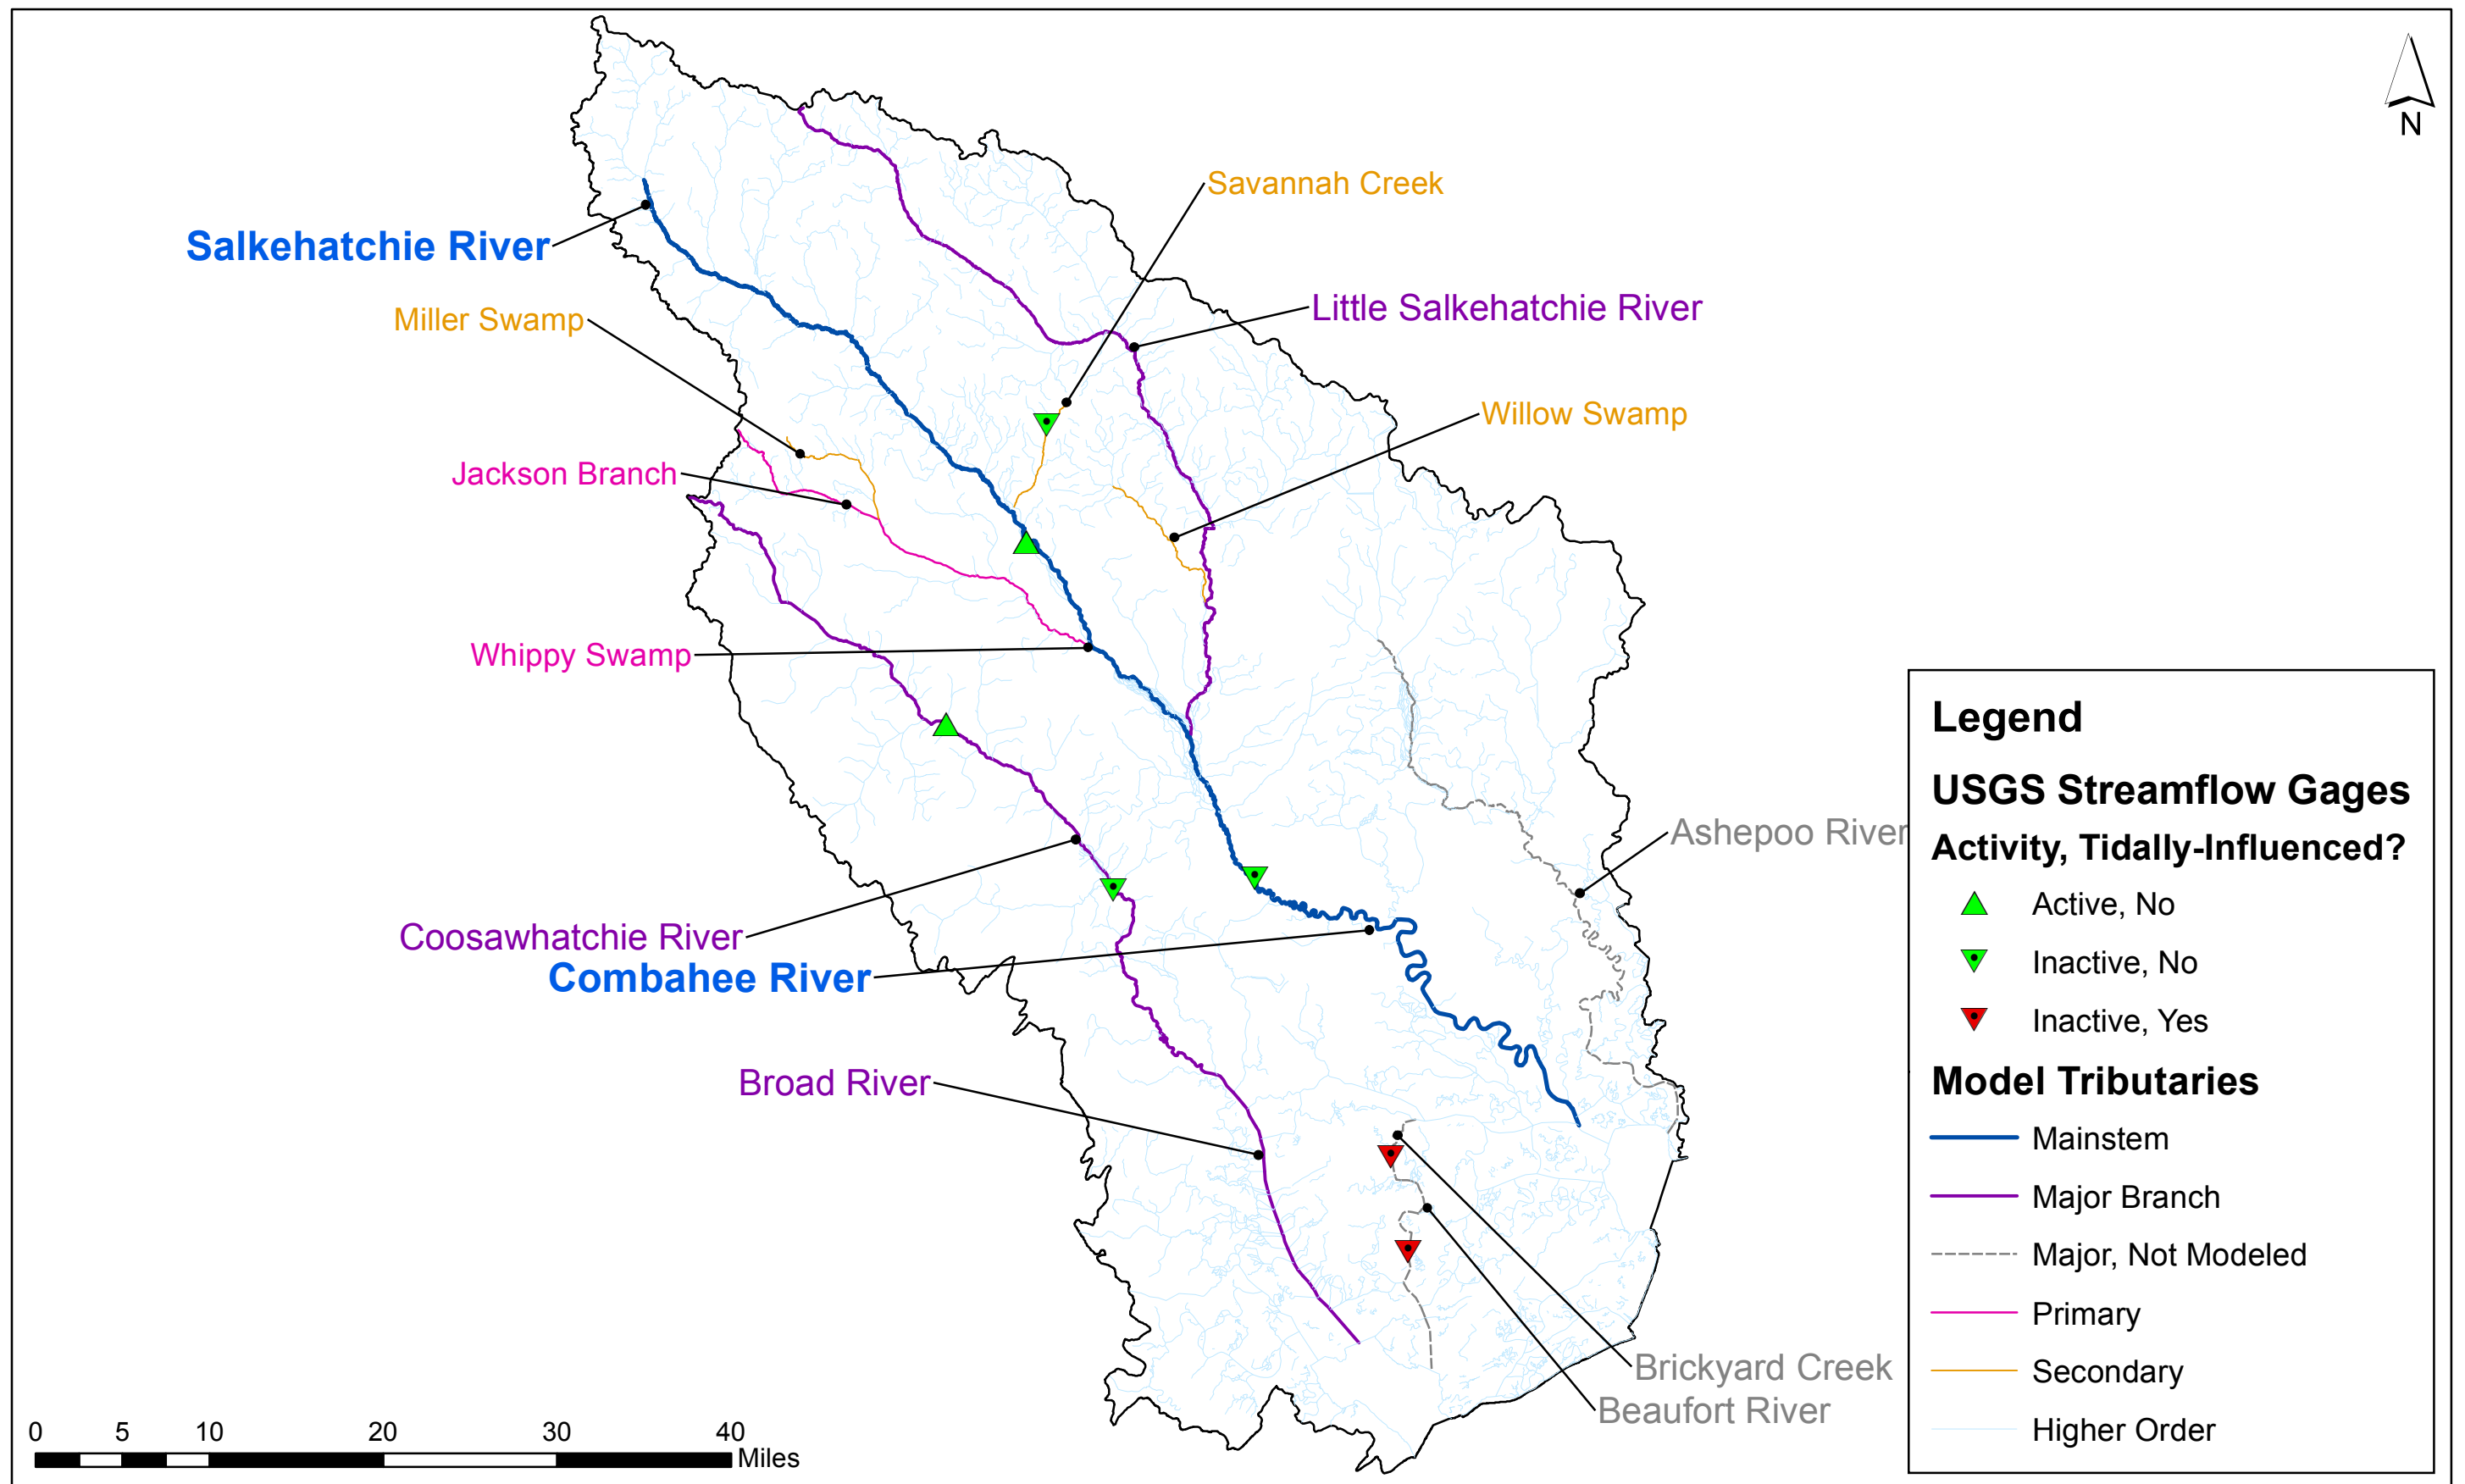 N
Savannah Creek
Salkehatchie River
Little Salkehatchie River
Miller Swamp
Willow Swamp
Jackson Branch
Whippy Swamp
Ashepoo River
Coosawhatchie River
Combahee River
Broad River
Brickyard Creek
Beaufort River
0 5 10 20 30 40
Miles
Legend
USGS Streamflow Gages
Activity, Tidally-Influenced?
Active, No
Inactive, No
Inactive, Yes
Model Tributaries
Mainstem
Major Branch
Major, Not Modeled
Primary
Secondary
Higher Order